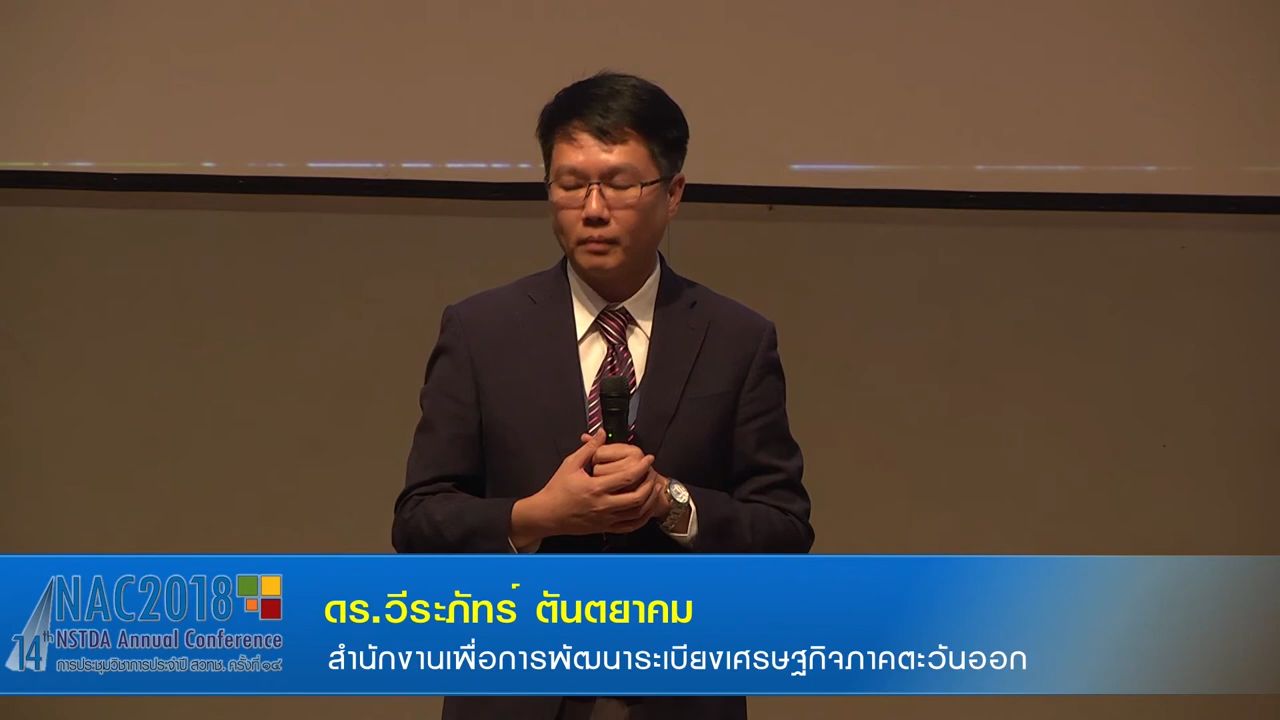 NAC2018
14th NSTDA Annual Conference
การประชุมวิชาการประจำปี สวทช. ครั้งที่ ๑๔
ดร.วีระภัทร์ ตันตยาคม
สำนักงานเพื่อการพัฒนาระเบียงเศรษฐกิจภาคตะวันออก